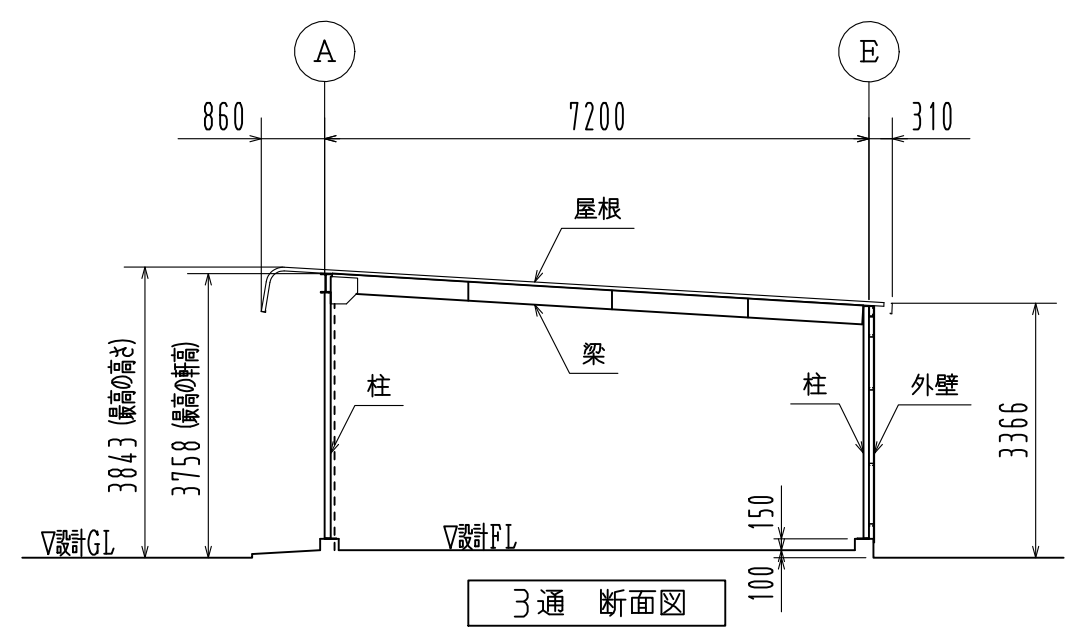 A
E
860
7200
310
屋根
梁
柱
柱
外壁
3843 (最高の高さ)
3758 (最高の軒高)
3366
150
100
▽設計GL
▽設計FL
3通 断面図